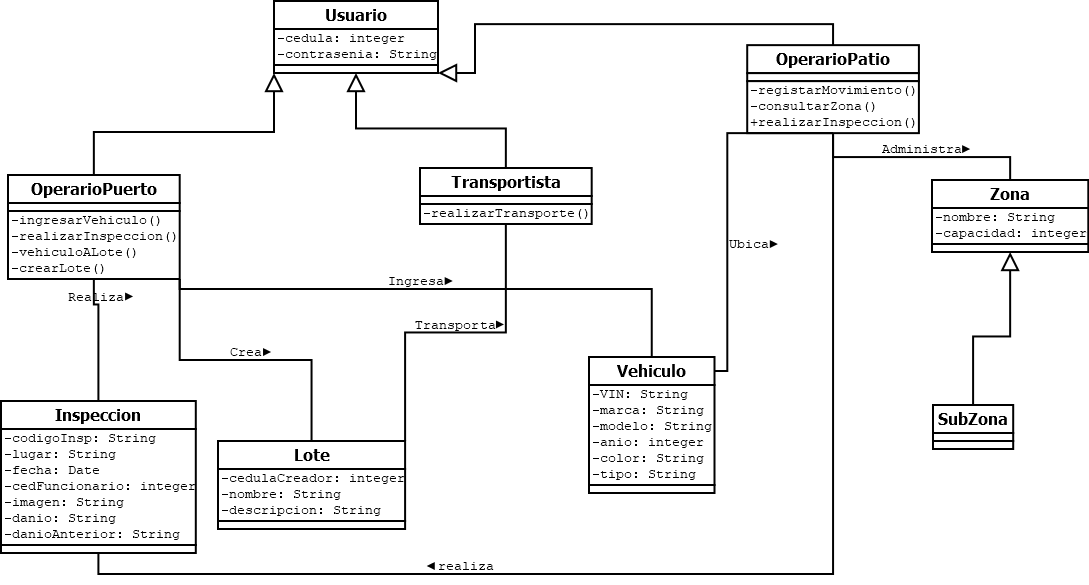 Usuario
-cedula: integer
-contrasenia: String
OperarioPatio
-registarMovimiento()
-consultarZona()
+realizarInspeccion()
Administra►
OperarioPuerto
-ingresarVehiculo()
-realizarInspeccion()
-vehiculoALote()
-crearLote()
Transportista
-realizarTransporte()
Zona
-nombre: String
-capacidad: integer
Ubica►
Ingresa►
Realiza►
Transporta►
Crea►
Vehiculo
-VIN: String
-marca: String
-modelo: String
-anio: integer
-color: String
-tipo: String
SubZona
Inspeccion
-codigoInsp: String
-lugar: String
-fecha: Date
-cedFuncionario: integer
-imagen: String
-danio: String
-danioAnterior: String
Lote
-cedulaCreador: integer
-nombre: String
-descripcion: String
◄realiza